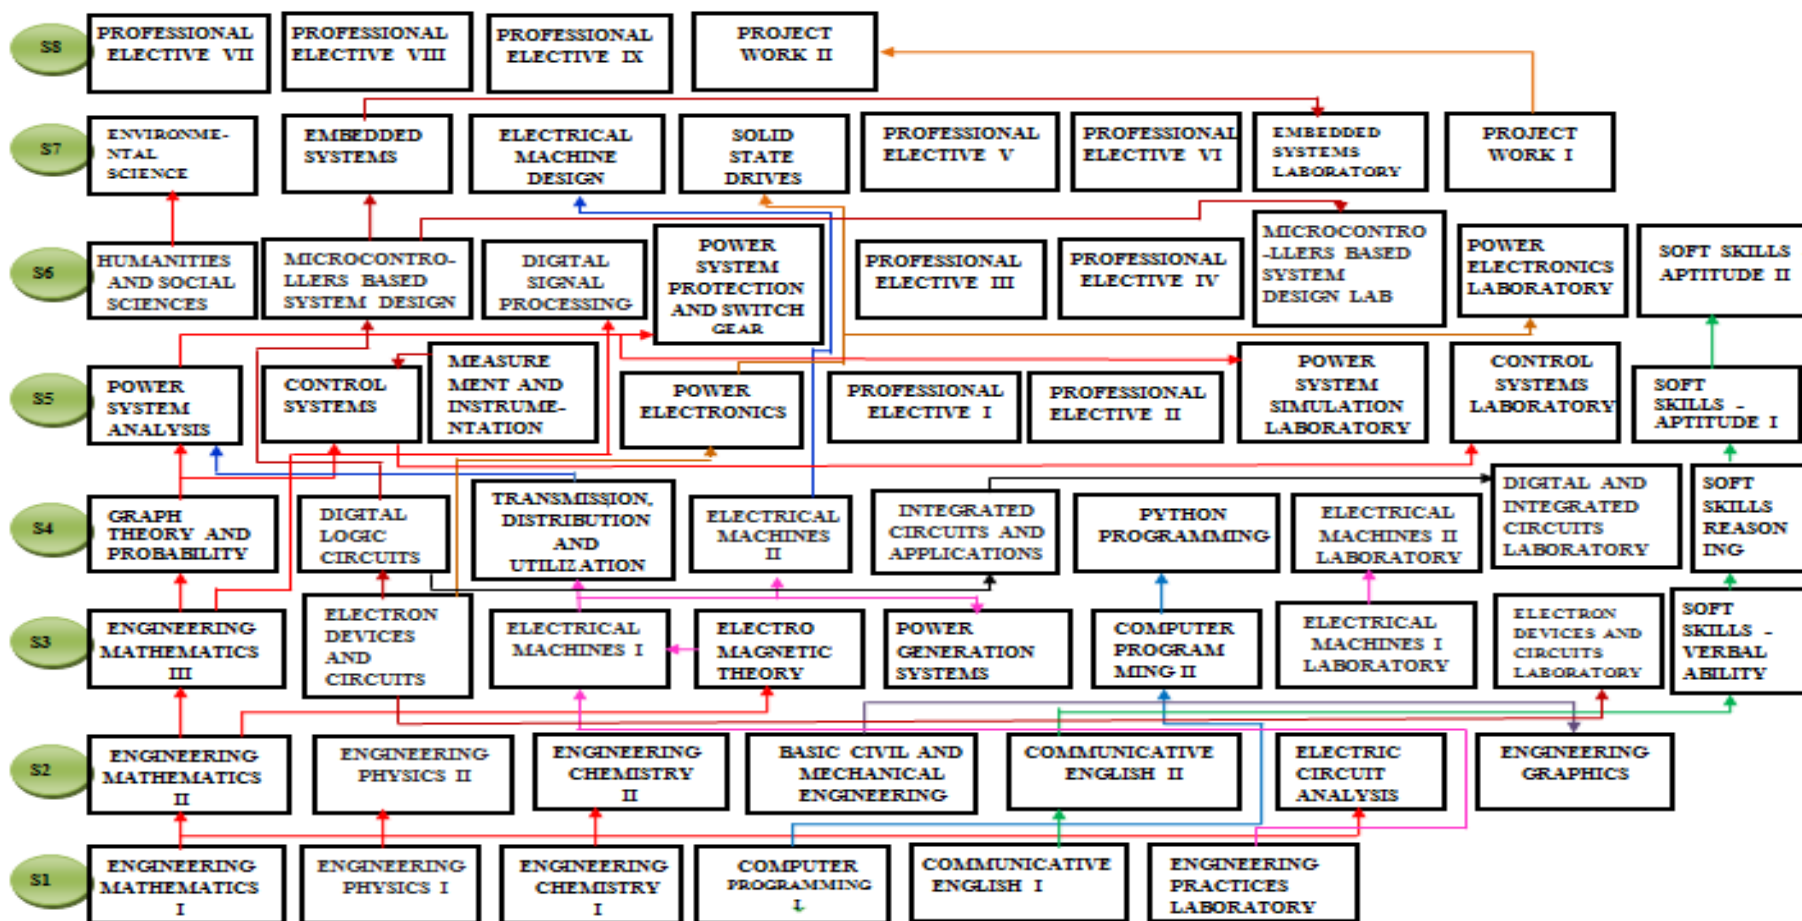 S8
PROFESSIONAL
ELECTIVE VII
PROFESSIONAL
ELECTIVE VIII
PROFESSIONAL
ELECTIVE IX
PROJECT
WORK II
S7
ENVIRONME-
NTAL
SCIENCE
EMBEDDED
SYSTEMS
ELECTRICAL
MACHINE
DESIGN
SOLID
STATE
DRIVES
PROFESSIONAL
ELECTIVE V
PROFESSIONAL
ELECTIVE VI
EMBEDDED
SYSTEMS
LABORATORY
PROJECT
WORK I
S6
HUMANITIES
AND SOCIAL
SCIENCES
MICROCONTRO-
LLERS BASED
SYSTEM DESIGN
DIGITAL
SIGNAL
PROCESSING
POWER
SYSTEM
PROTECTION
AND SWITCH
GEAR
PROFESSIONAL
ELECTIVE III
PROFESSIONAL
ELECTIVE IV
MICROCONTRO
-LLERS BASED
SYSTEM
DESIGN LAB
POWER
ELECTRONICS
LABORATORY
SOFT SKILLS
APTITUDE II
S5
POWER
SYSTEM
ANALYSIS
CONTROL
SYSTEMS
MEASURE
MENT AND
INSTRUME-
NTATION
POWER
ELECTRONICS
PROFESSIONAL
ELECTIVE I
PROFESSIONAL
ELECTIVE II
POWER
SYSTEM
SIMULATION
LABORATORY
CONTROL
SYSTEMS
LABORATORY
SOFT
SKILLS -
APTITUDE I
S4
GRAPH
THEORY AND
PROBABILITY
DIGITAL
LOGIC
CIRCUITS
TRANSMISSION,
DISTRIBUTION
AND
UTILIZATION
ELECTRICAL
MACHINES
II
INTEGRATED
CIRCUITS AND
APPLICATIONS
PYTHON
PROGRAMMING
ELECTRICAL
MACHINES II
LABORATORY
DIGITAL AND
INTEGRATED
CIRCUITS
LABORATORY
SOFT
SKILLS
REASON
ING
S3
ENGINEERING
MATHEMATICS
III
ELECTRON
DEVICES
AND
CIRCUITS
ELECTRICAL
MACHINES I
ELECTRO
MAGNETIC
THEORY
POWER
GENERATION
SYSTEMS
COMPUTER
PROGRAM
MING II
ELECTRICAL
MACHINES I
LABORATORY
ELECTRON
DEVICES AND
CIRCUITS
LABORATORY
SOFT
SKILLS -
VERBAL
ABILITY
S2
ENGINEERING
MATHEMATICS
II
ENGINEERING
PHYSICS II
ENGINEERING
CHEMISTRY
II
BASIC CIVIL AND
MECHANICAL
ENGINEERING
COMMUNICATIVE
ENGLISH II
ELECTRIC
CIRCUIT
ANALYSIS
ENGINEERING
GRAPHICS
S1
ENGINEERING
MATHEMATICS
I
ENGINEERING
PHYSICS I
ENGINEERING
CHEMISTRY
I
COMPUTER
PROGRAMMING
I
COMMUNICATIVE
ENGLISH I
ENGINEERING
PRACTICES
LABORATORY